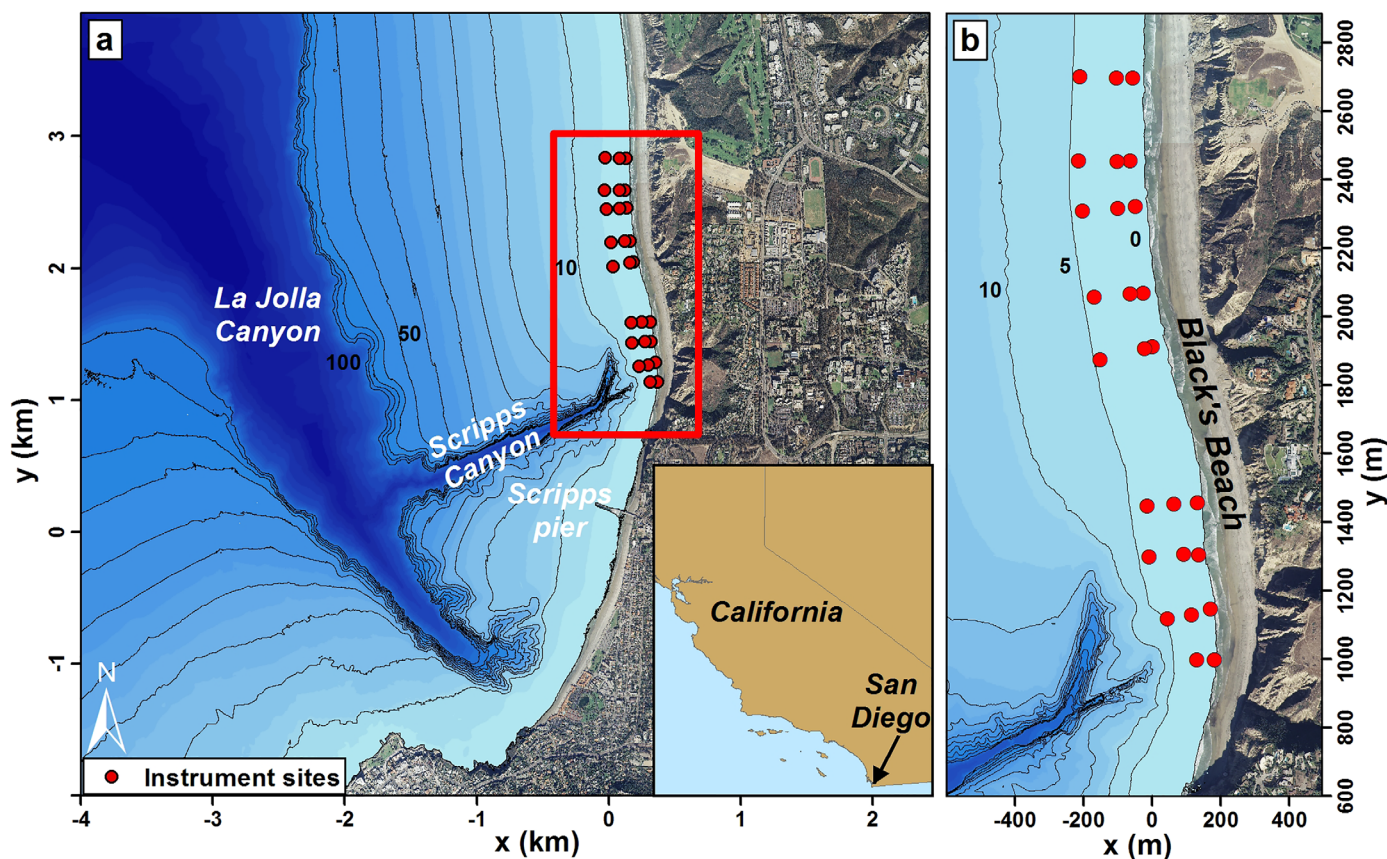 a
3
2
1
0
-1
y (km)
La Jolla
Canyon
100
50
10
Scripps
Canyon
Scripps
pier
N
Instrument sites
California
San
Diego
-4
-3
-2
-1
0
1
2
x (km)
b
10
5
0
Black's Beach
2800
2600
2400
2200
2000
1800
1600
1400
1200
1000
800
600
y (m)
-400
-200
0
200
400
x (m)